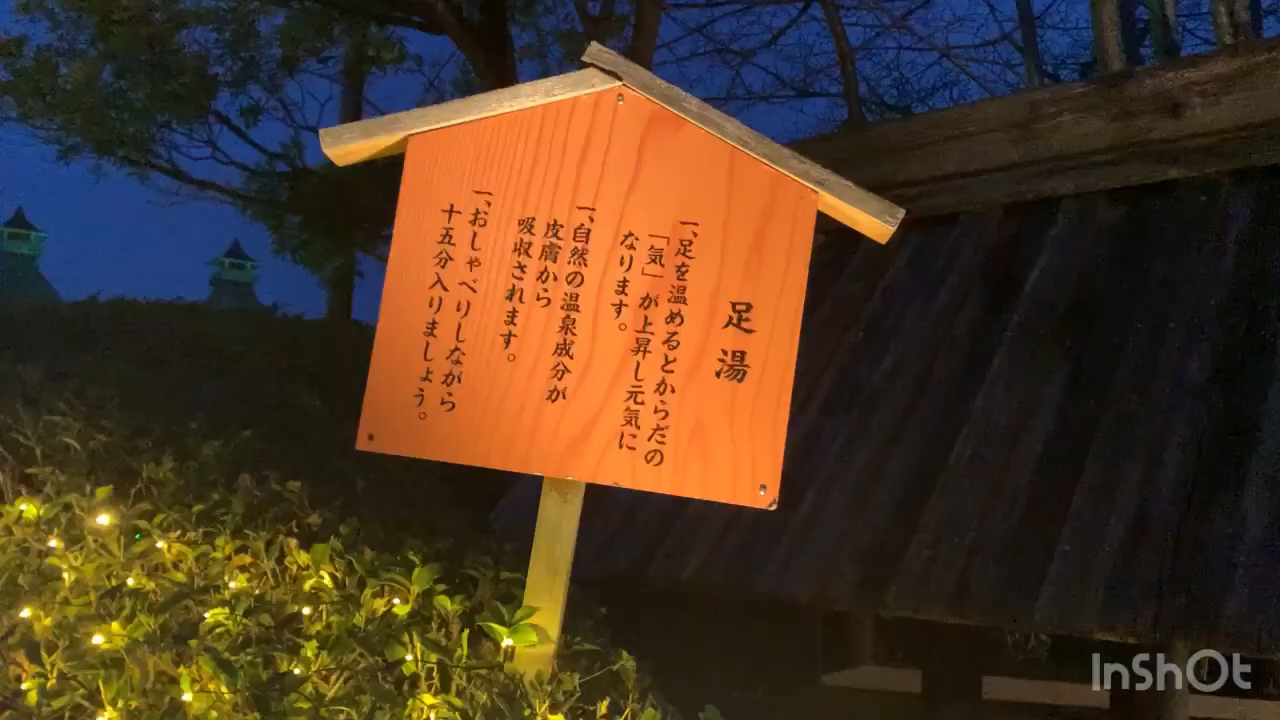 足湯
一、足を温めるとからだの
「気」が上昇し元気に
なります。
一、自然の温泉成分が
皮膚から
吸収されます。
一、おしゃべりしながら
十五分入りましょう。
InShOt